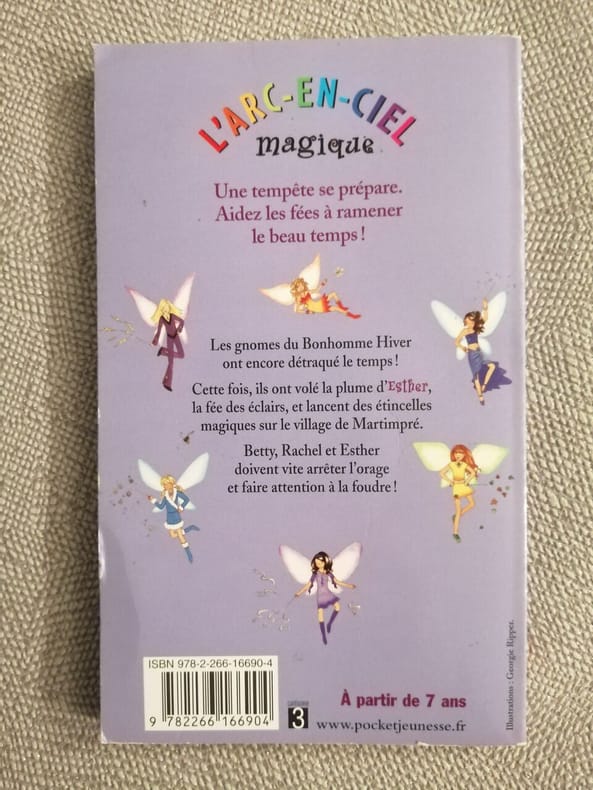 L'ARC-EN-CIEL
magique
Une tempête se prépare.
Aidez les fées à ramener
le beau temps !
Les gnomes du Bonhomme Hiver
ont encore détraqué le temps !
Cette fois, ils ont volé la plume d'Esther,
la fée des éclairs, et lancent des étincelles
magiques sur le village de Martimpré.
Betty, Rachel et Esther
doivent vite arrêter l'orage
et faire attention à la foudre !
ISBN 978-2-266-16690-4
9 782266 166904
3
À partir de 7 ans
www.pocketjeunesse.fr
Illustrations : Georgie Ripper.